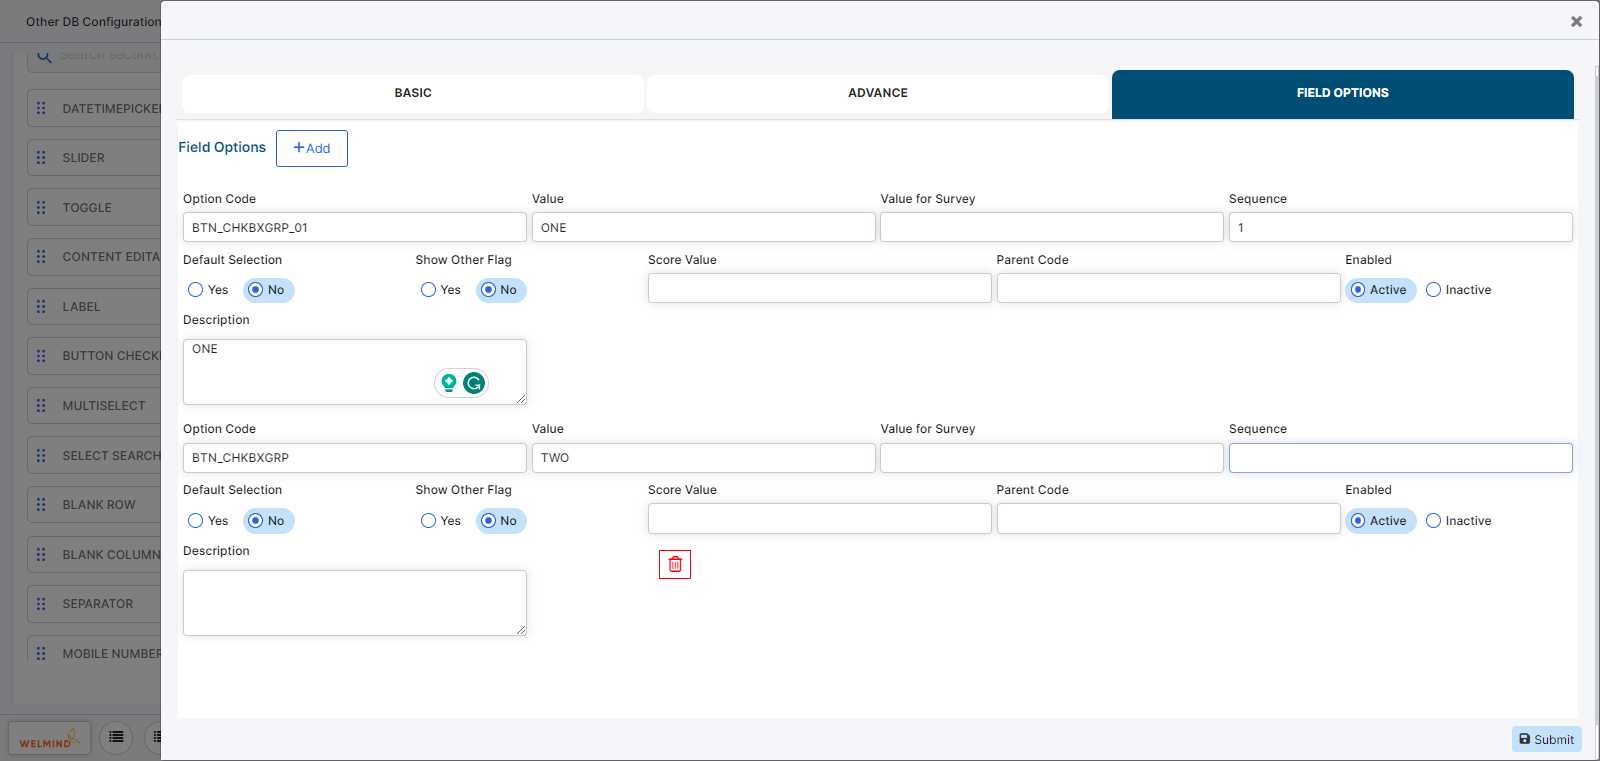 Other DB Configuration
DATETIMEPICKE
SLIDER
TOGGLE
CONTENT EDITA
LABEL
BUTTON CHECK
MULTISELECT
SELECT SEARCH
BLANK ROW
BLANK COLUMN
SEPARATOR
MOBILE NUMBER
WELMIND
BASIC
ADVANCE
FIELD OPTIONS
Field Options
+Add
Option Code Value Value for Survey Sequence
BTN_CHKBXGRP_01 ONE 1
Default Selection Show Other Flag Score Value Parent Code Enabled
Yes No Yes No Active Inactive
Description
ONE
Option Code Value Value for Survey Sequence
BTN_CHKBXGRP TWO
Default Selection Show Other Flag Score Value Parent Code Enabled
Yes No Yes No Active Inactive
Description
Submit